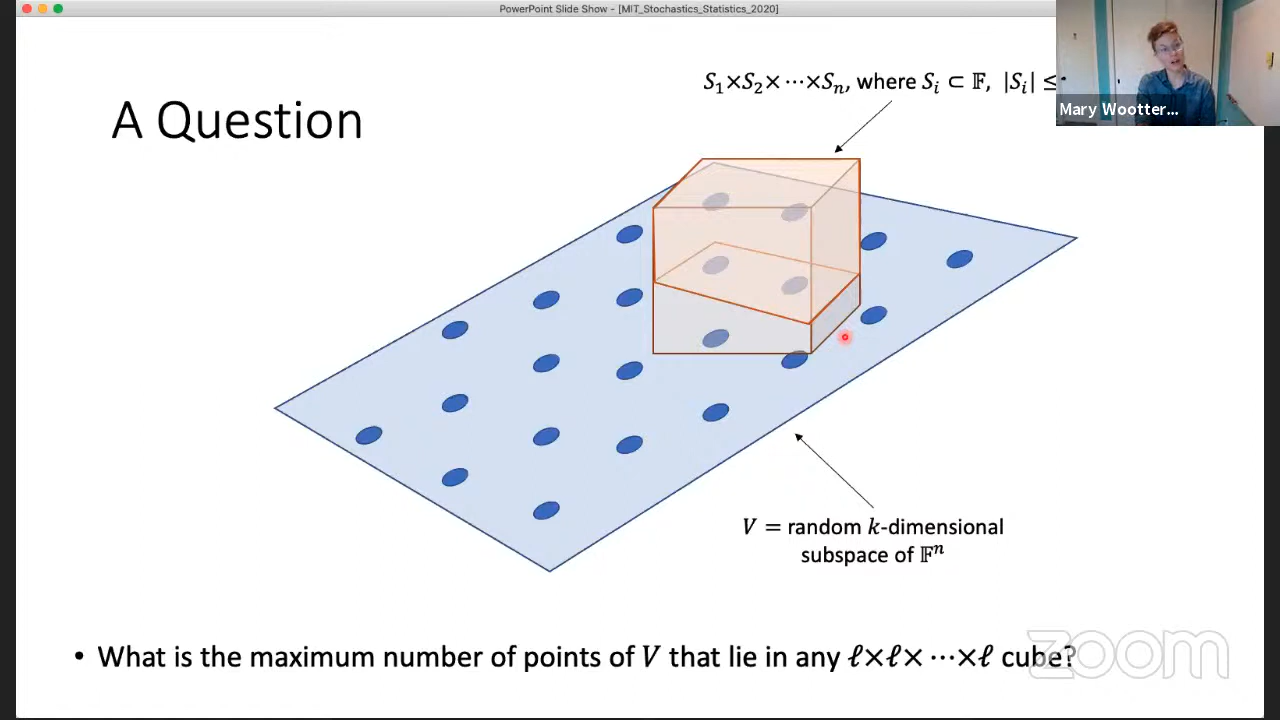 PowerPoint Slide Show - [MIT_Stochastics_Statistics_2020]
S₁×S₂×⋯×Sₙ, where Sᵢ ⊂ 𝔽, |Sᵢ| ≤
Mary Wootter...
A Question
V = random k-dimensional
subspace of 𝔽ⁿ
• What is the maximum number of points of V that lie in any ℓ×ℓ×⋯×ℓ cube?
zoom